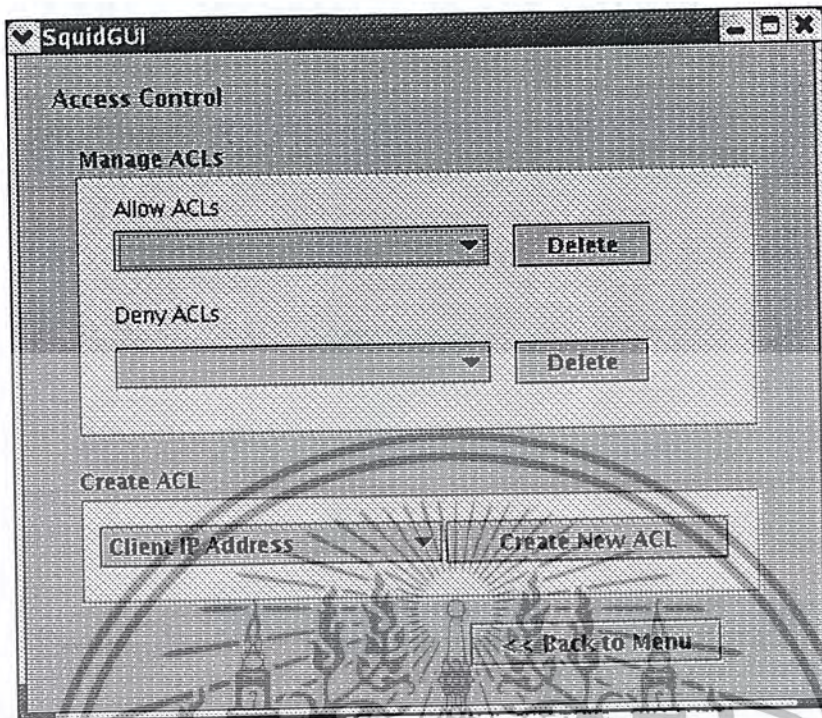 SquidGUI
Access Control
Manage ACLs
Allow ACLs
Delete
Deny ACLs
Delete
Create ACL
Client IP Address
Create New ACL
<< Back to Menu